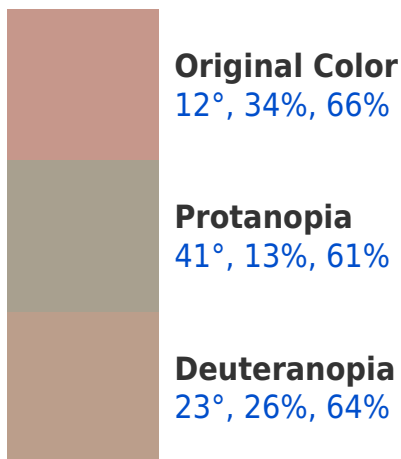 Original Color
12°, 34%, 66%
Protanopia
41°, 13%, 61%
Deuteranopia
23°, 26%, 64%